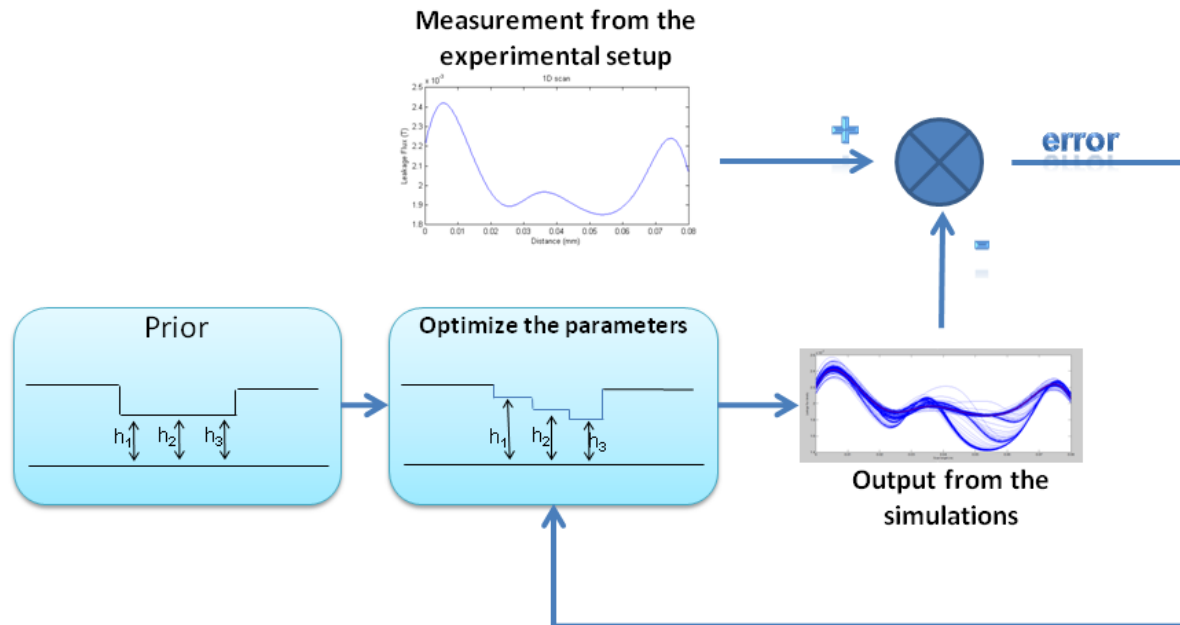 Measurement from the
experimental setup
x 10⁻³
1D scan
2.5
2.4
2.3
2.2
2.1
2
1.9
1.8
Leakage Flux (T)
0 0.01 0.02 0.03 0.04 0.05 0.06 0.07 0.08
Distance (mm)
+
error
-
Prior
h₁ h₂ h₃
Optimize the parameters
h₁ h₂ h₃
Output from the
simulations